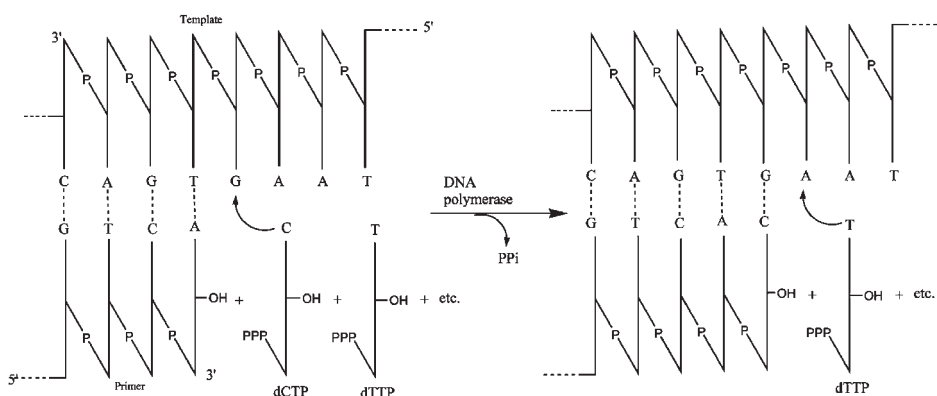 Template
3' 5'
P P P P P P P
C A G T G A A T
G T C A C T
OH + OH + OH + etc.
P P P PPP PPP
5' Primer 3' dCTP dTTP
DNA
polymerase
PPi
P P P P P P P
C A G T G A A T
G T C A C T
OH + OH + etc.
P P P P PPP
dTTP